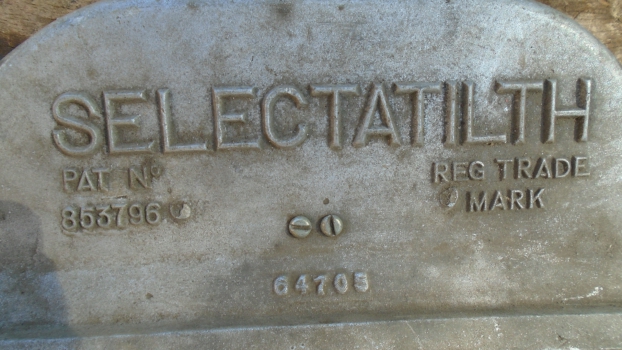 SELECTATILTH
PAT Nº
853796
REG TRADE
MARK
64705